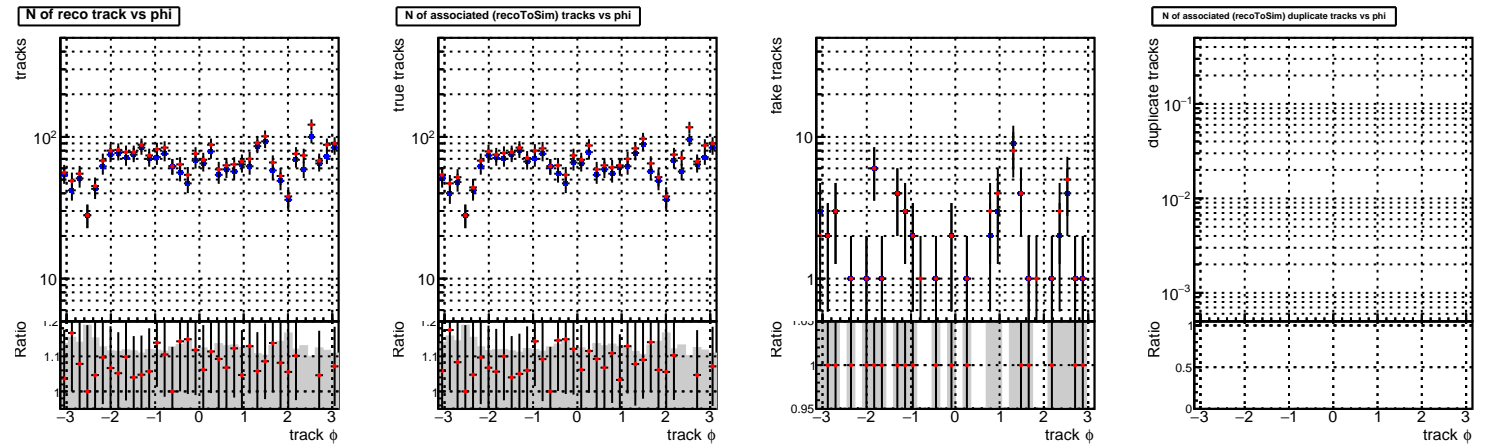 N of reco track vs phi
tracks
10²
10
Ratio
1.2
1.1
1
−3 −2 −1 0 1 2 3
track ϕ
N of associated (recoToSim) tracks vs phi
true tracks
10²
10
Ratio
1.2
1.1
1
−3 −2 −1 0 1 2 3
track ϕ
fake tracks
10
1
Ratio
1.05
1
0.95
−3 −2 −1 0 1 2 3
track ϕ
N of associated (recoToSim) duplicate tracks vs phi
duplicate tracks
10⁻¹
10⁻²
10⁻³
Ratio
1
0.5
0
−3 −2 −1 0 1 2 3
track ϕ